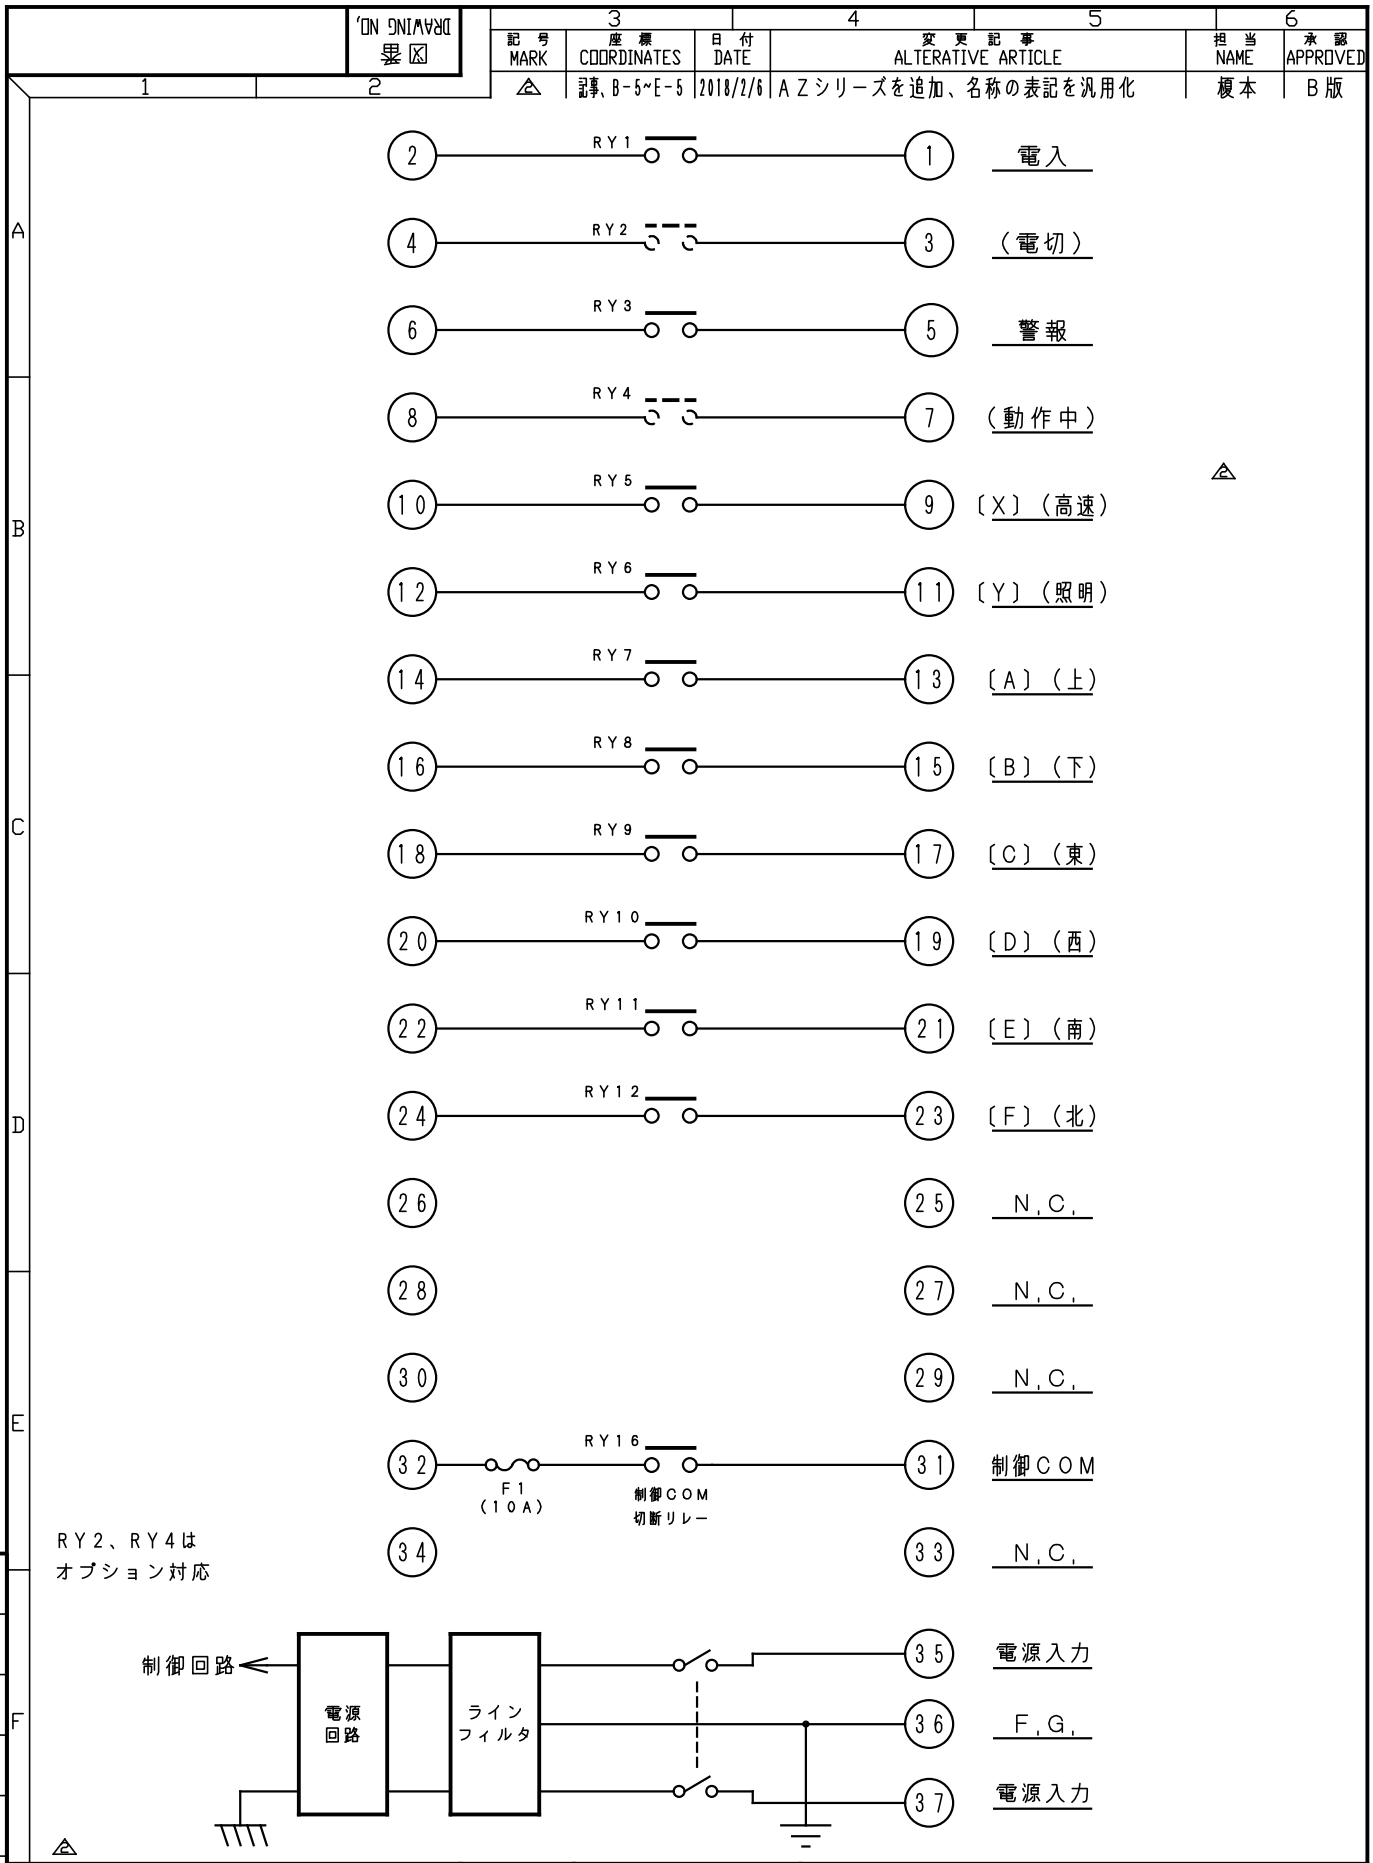 DRAWING NO.
図番
3 4 5 6
記号 座標 日付 変更記事 担当 承認
MARK COORDINATES DATE ALTERATIVE ARTICLE NAME APPROVED
1 2
2 記事、B-5~E-5 2018/2/6 AZシリーズを追加、名称の表記を汎用化 榎本 B版
2 RY1 1 電入
A
4 RY2 3 (電切)
6 RY3 5 警報
8 RY4 7 (動作中)
2
10 RY5 9 〔X〕(高速)
B
12 RY6 11 〔Y〕(照明)
14 RY7 13 〔A〕(上)
16 RY8 15 〔B〕(下)
C
18 RY9 17 〔C〕(東)
20 RY10 19 〔D〕(西)
22 RY11 21 〔E〕(南)
24 RY12 23 〔F〕(北)
D
26 25 N.C.
28 27 N.C.
30 29 N.C.
E
32 RY16 31 制御COM
F1
(10A)
制御COM
切断リレー
RY2、RY4は
オプション対応
34 33 N.C.
制御回路 35 電源入力
電源
回路
ライン
フィルタ
F
36 F.G.
37 電源入力
2